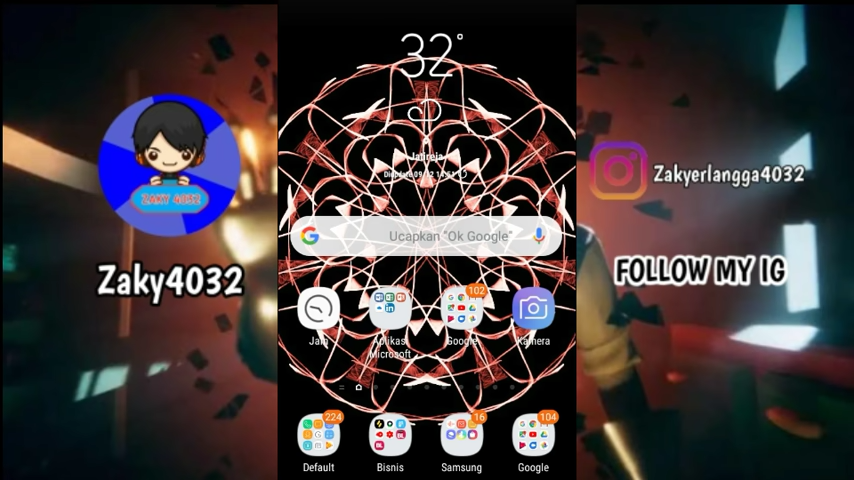 ZAKY 4032
Zaky4032
32°
Jatireja
Ucapkan "Ok Google"
Jam
Aplikasi
Microsoft
102
Google
Kamera
224
Default
Bisnis
16
Samsung
104
Google
Zakyerlangga4032
FOLLOW MY IG